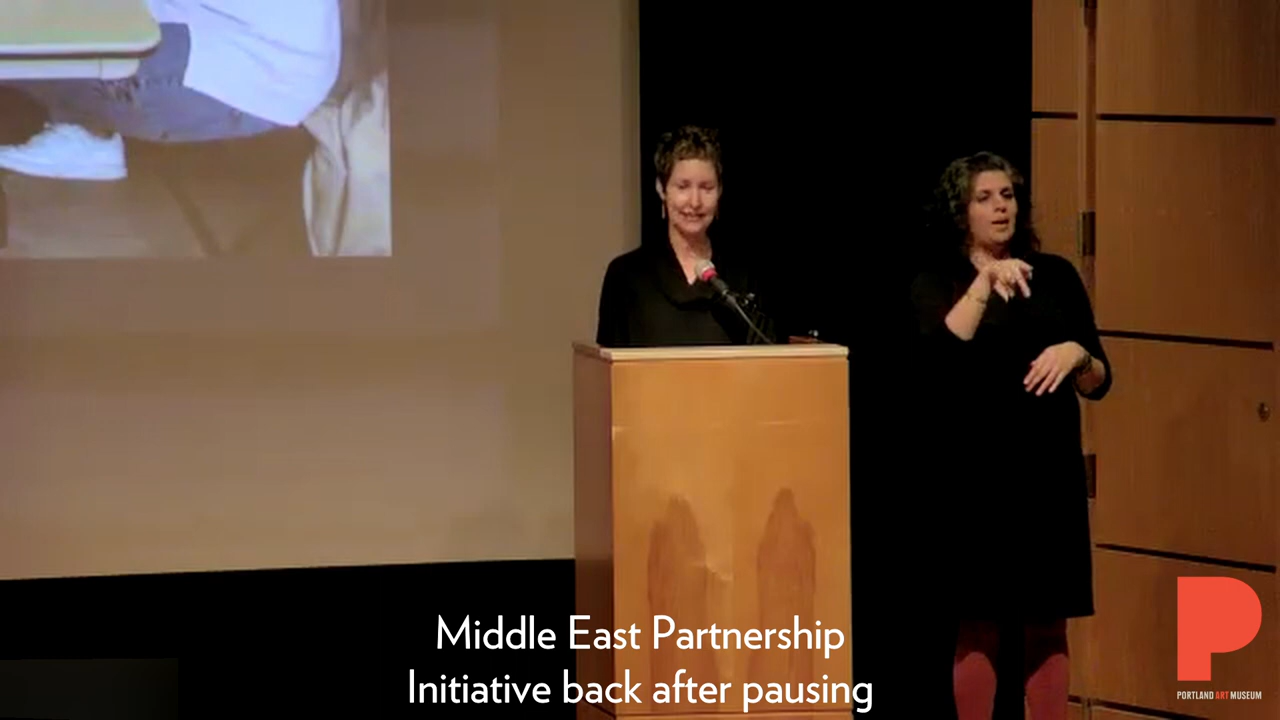 Middle East Partnership
Initiative back after pausing
P
PORTLAND ART MUSEUM